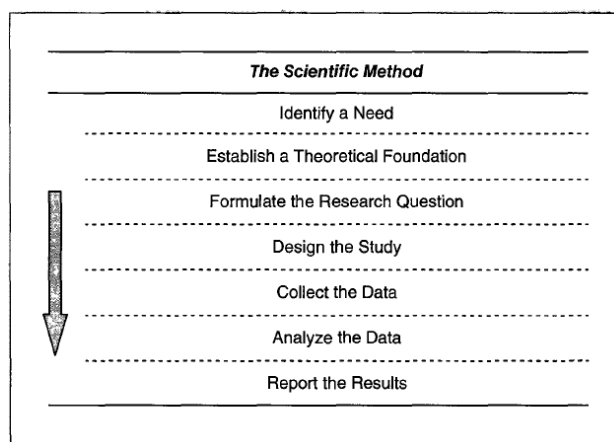 The Scientific Method
Identify a Need
Establish a Theoretical Foundation
Formulate the Research Question
Design the Study
Collect the Data
Analyze the Data
Report the Results